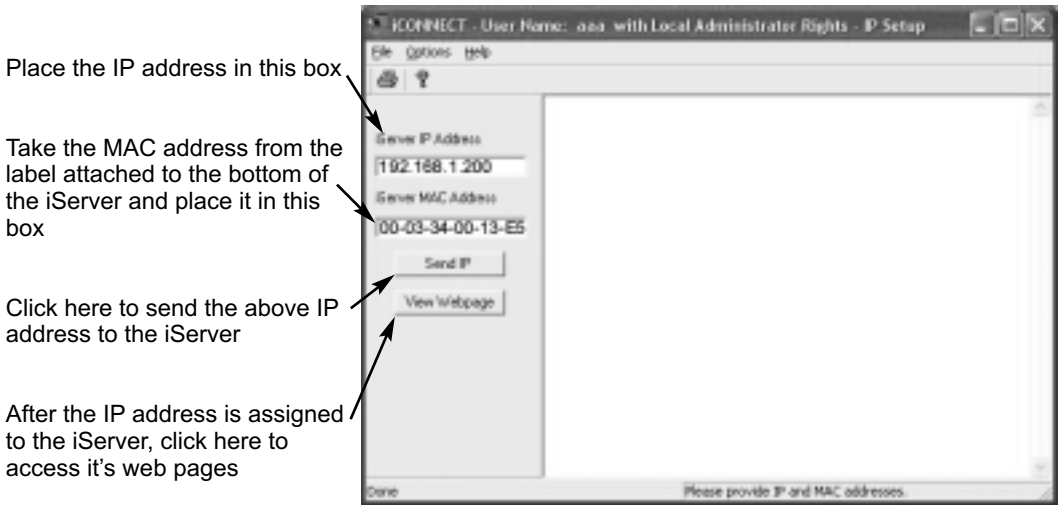 iCONNECT - User Name: aaa with Local Administrator Rights - IP Setup
File Options Help
Place the IP address in this box
iServer IP Address
192.168.1.200
Take the MAC address from the
label attached to the bottom of
the iServer and place it in this
box
iServer MAC Address
00-03-34-00-13-E5
Send IP
View Webpage
Click here to send the above IP
address to the iServer
After the IP address is assigned
to the iServer, click here to
access it’s web pages
Done
Please provide IP and MAC addresses.